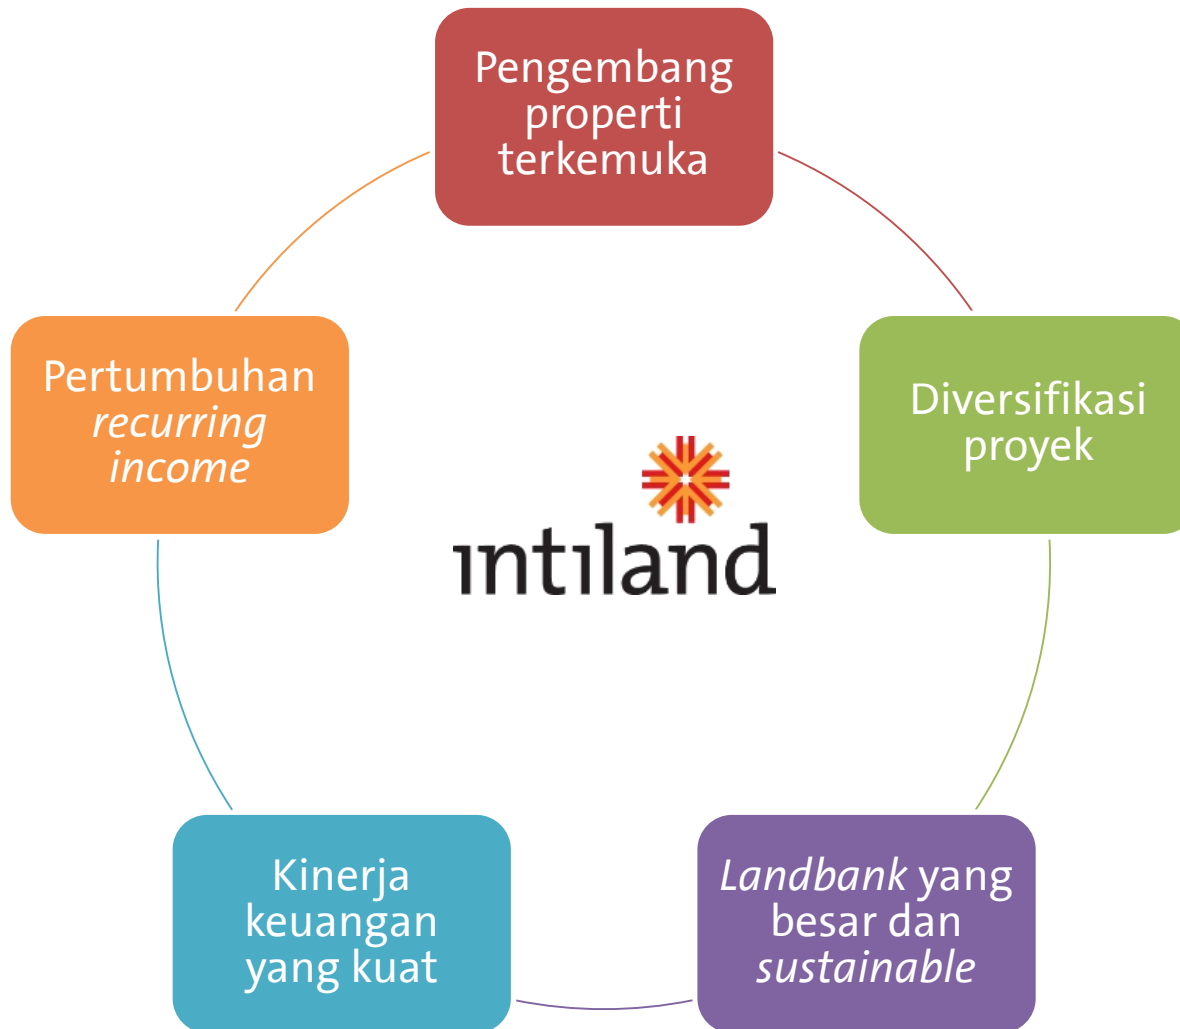 Pengembang
properti
terkemuka
Pertumbuhan
recurring
income
Diversifikasi
proyek
intiland
Kinerja
keuangan
yang kuat
Landbank yang
besar dan
sustainable